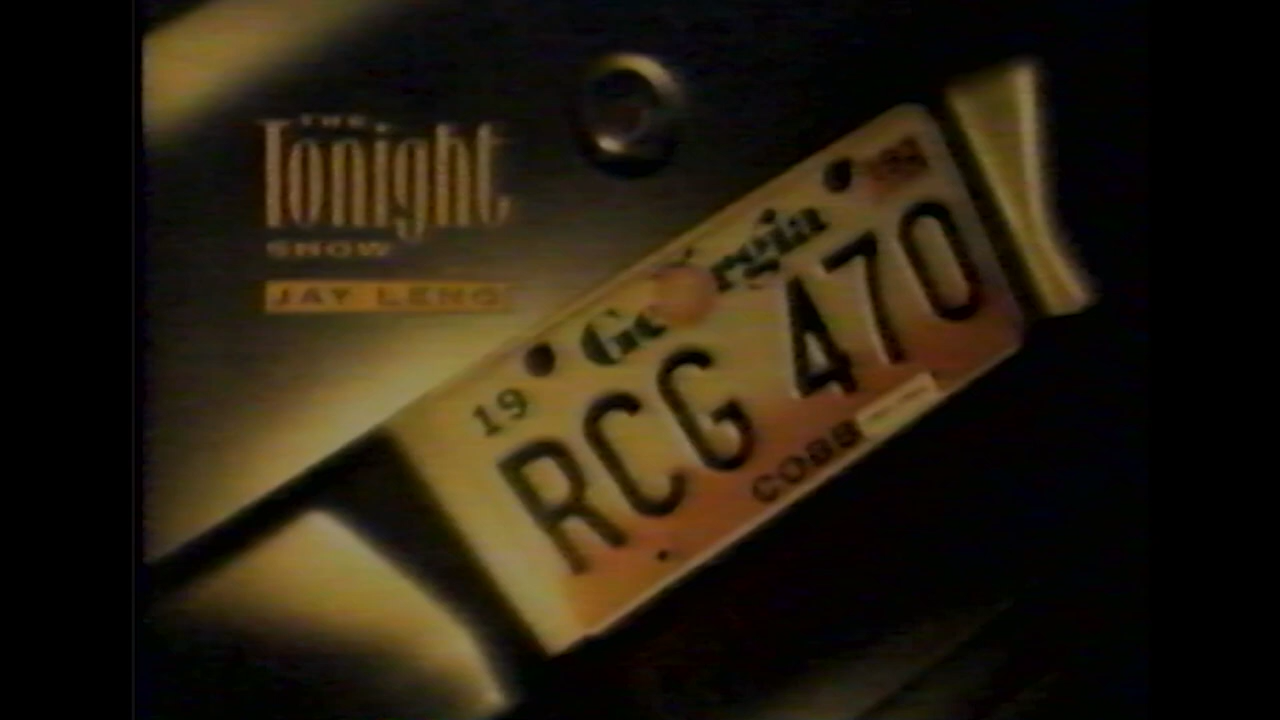 THE
Tonight
SHOW
JAY LENO
Georgia
19
RCG 470
COBB